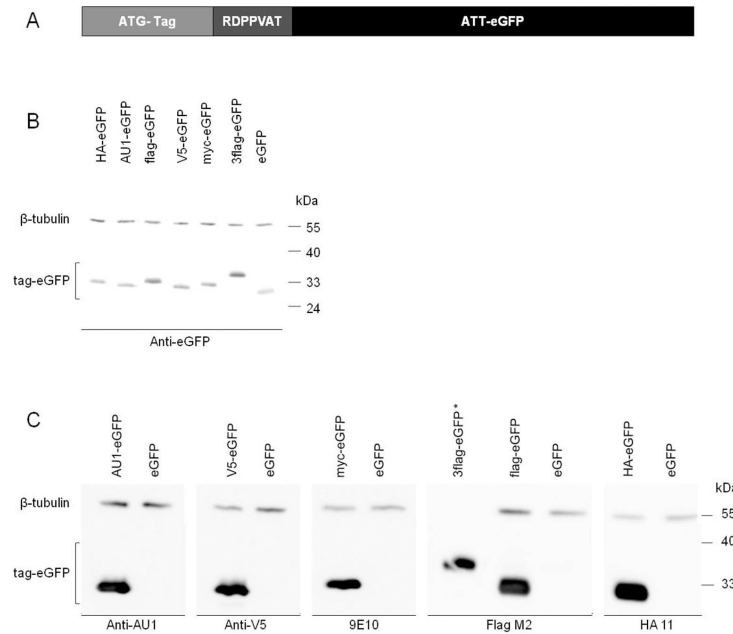 A
ATG- Tag RDPPVAT ATT-eGFP
B
HA-eGFP AU1-eGFP flag-eGFP V5-eGFP myc-eGFP 3flag-eGFP eGFP
kDa
β-tubulin
55
40
tag-eGFP
33
24
Anti-eGFP
C
AU1-eGFP eGFP V5-eGFP eGFP myc-eGFP eGFP 3flag-eGFP* flag-eGFP eGFP HA-eGFP eGFP
kDa
β-tubulin
55
40
tag-eGFP
33
Anti-AU1 Anti-V5 9E10 Flag M2 HA 11